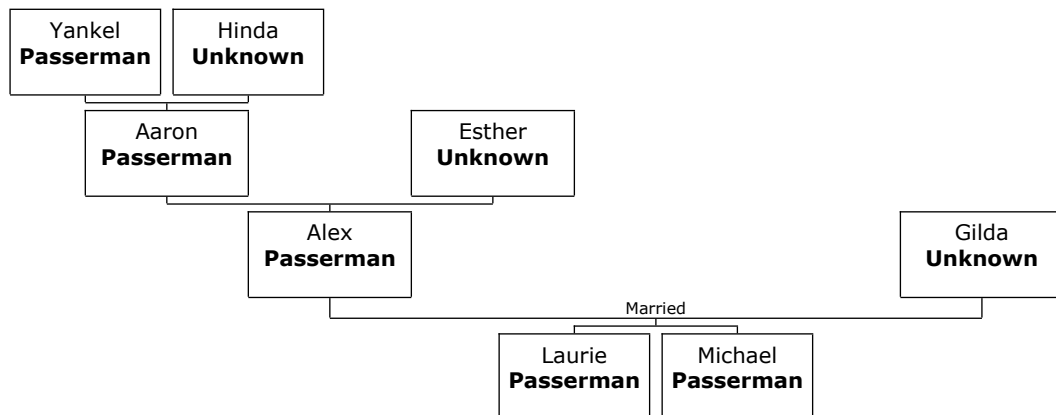 Yankel
Passerman
Hinda
Unknown
Aaron
Passerman
Esther
Unknown
Alex
Passerman
Gilda
Unknown
Married
Laurie
Passerman
Michael
Passerman